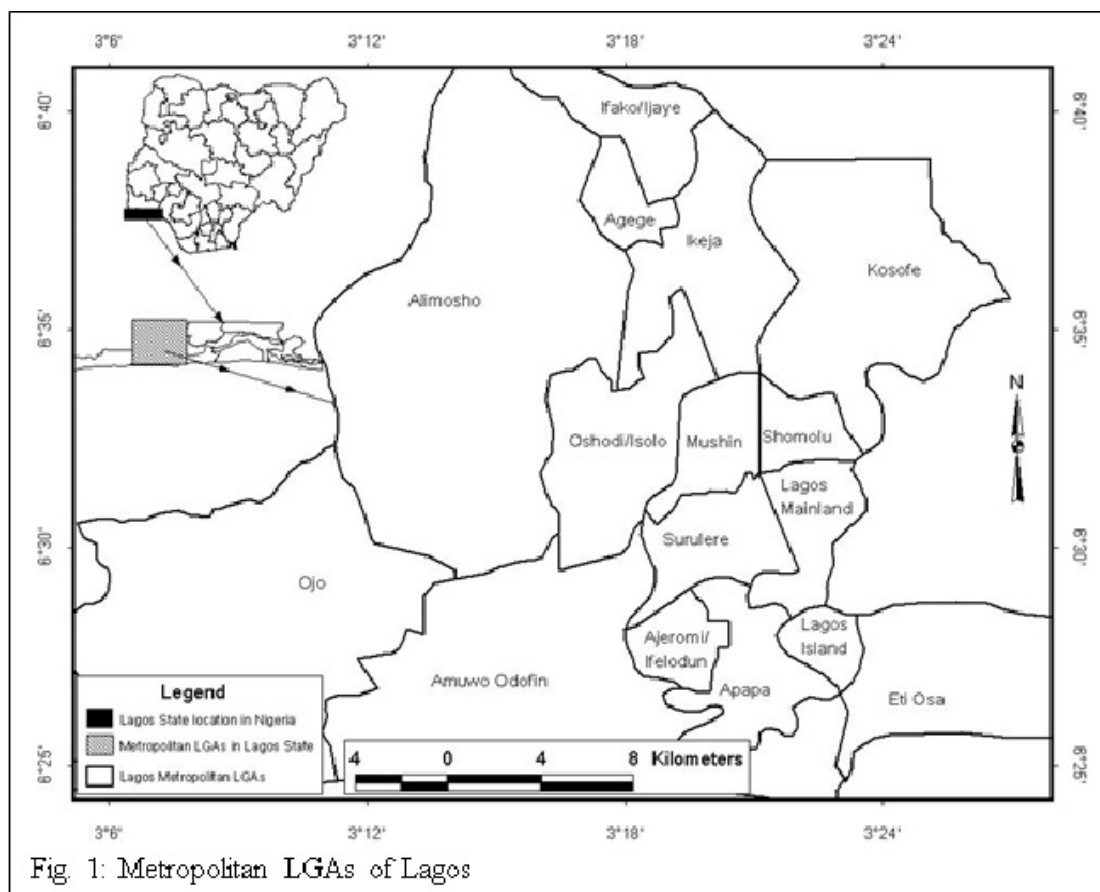 3°6' 3°12' 3°18' 3°24'
6°40' 6°40'
Ifako/Ijaye
Agege
Ikeja
Kosofe
Alimosho
6°35' 6°35'
N
Oshodi/Isolo
Mushin
Shomolu
Lagos
Mainland
Surulere
6°30' 6°30'
Ojo
Ajeromi/
Ifelodun
Lagos
Island
Amuwo Odofin
Apapa
Eti Osa
Legend
Lagos State location in Nigeria
Metropolitan LGAs in Lagos State
Lagos Metropolitan LGAs
4 0 4 8 Kilometers
6°25' 6°25'
3°6' 3°12' 3°18' 3°24'
Fig. 1: Metropolitan LGAs of Lagos